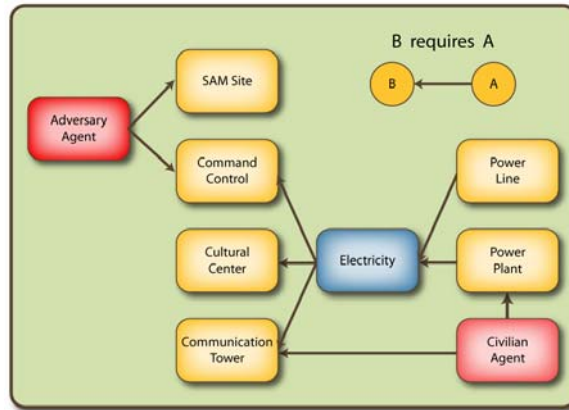 B requires A
B
A
SAM Site
Adversary
Agent
Command
Control
Power
Line
Cultural
Center
Electricity
Power
Plant
Communication
Tower
Civilian
Agent